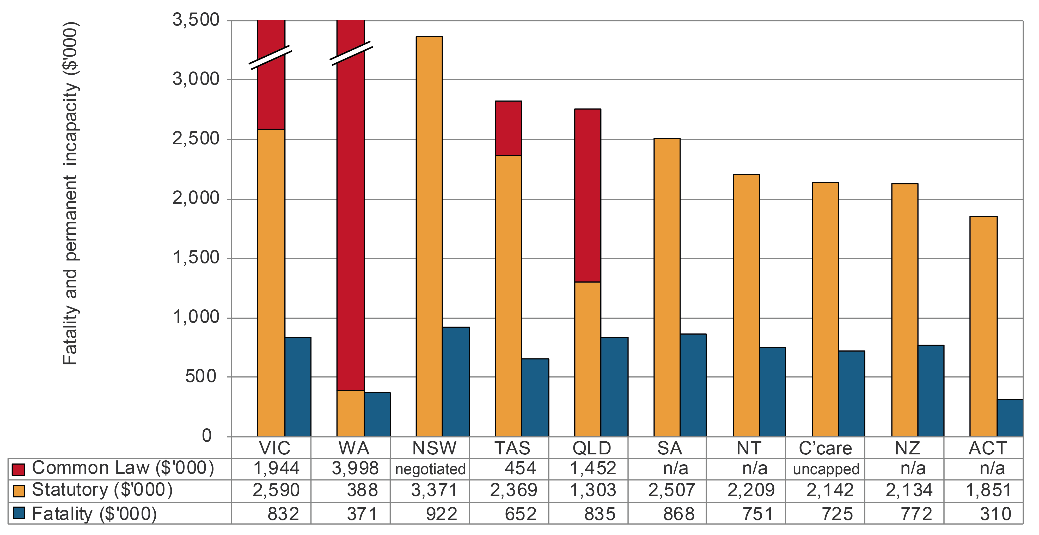 Fatality and permanent incapacity ($'000)
3,500
3,000
2,500
2,000
1,500
1,000
500
0
VIC WA NSW TAS QLD SA NT C'care NZ ACT
Common Law ($'000) 1,944 3,998 negotiated 454 1,452 n/a n/a uncapped n/a n/a
Statutory ($'000) 2,590 388 3,371 2,369 1,303 2,507 2,209 2,142 2,134 1,851
Fatality ($'000) 832 371 922 652 835 868 751 725 772 310